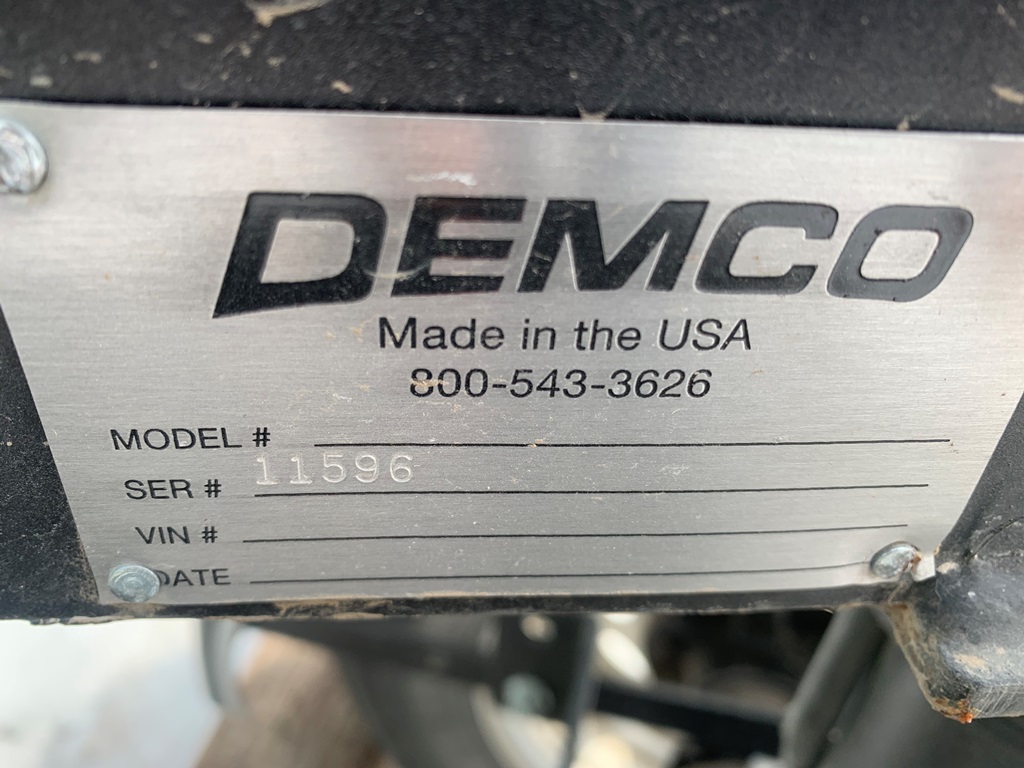 DEMCO
Made in the USA
800-543-3626
MODEL #
SER # 11596
VIN #
DATE